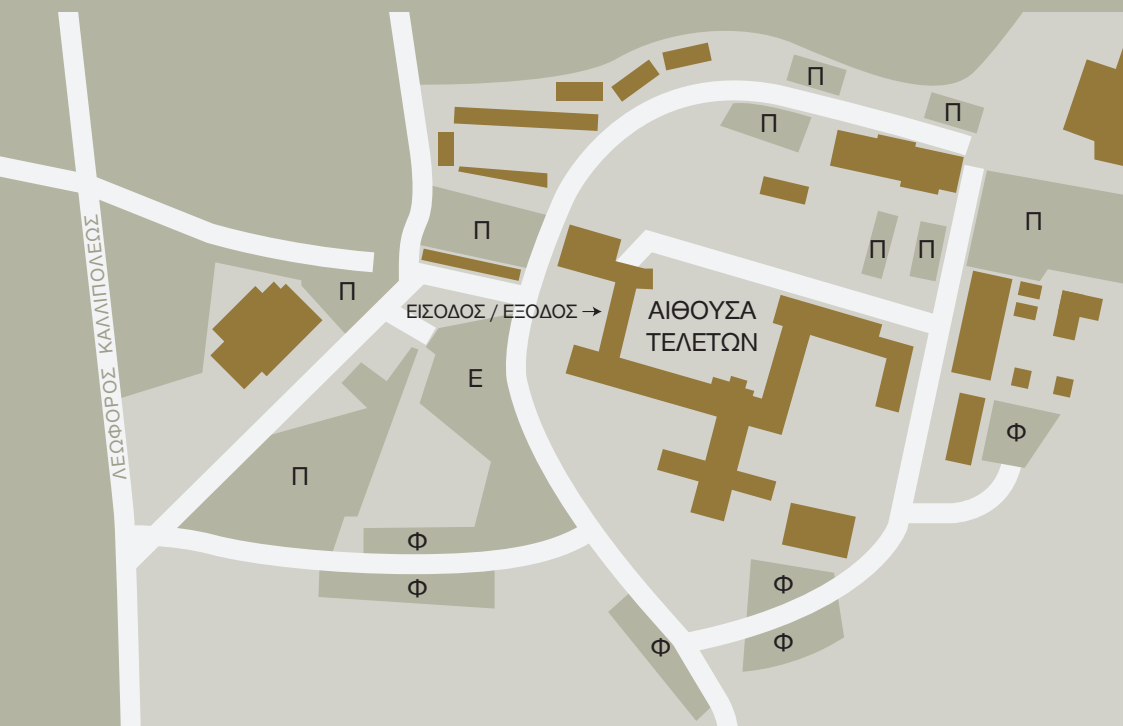 Π
Π
Π
Π
Π
Π
Π
Π
ΕΙΣΟΔΟΣ / ΕΞΟΔΟΣ
ΑΙΘΟΥΣΑ
ΤΕΛΕΤΩΝ
ΛΕΩΦΟΡΟΣ ΚΑΛΛΙΠΟΛΕΩΣ
Ε
Φ
Π
Φ
Φ
Φ
Φ
Φ